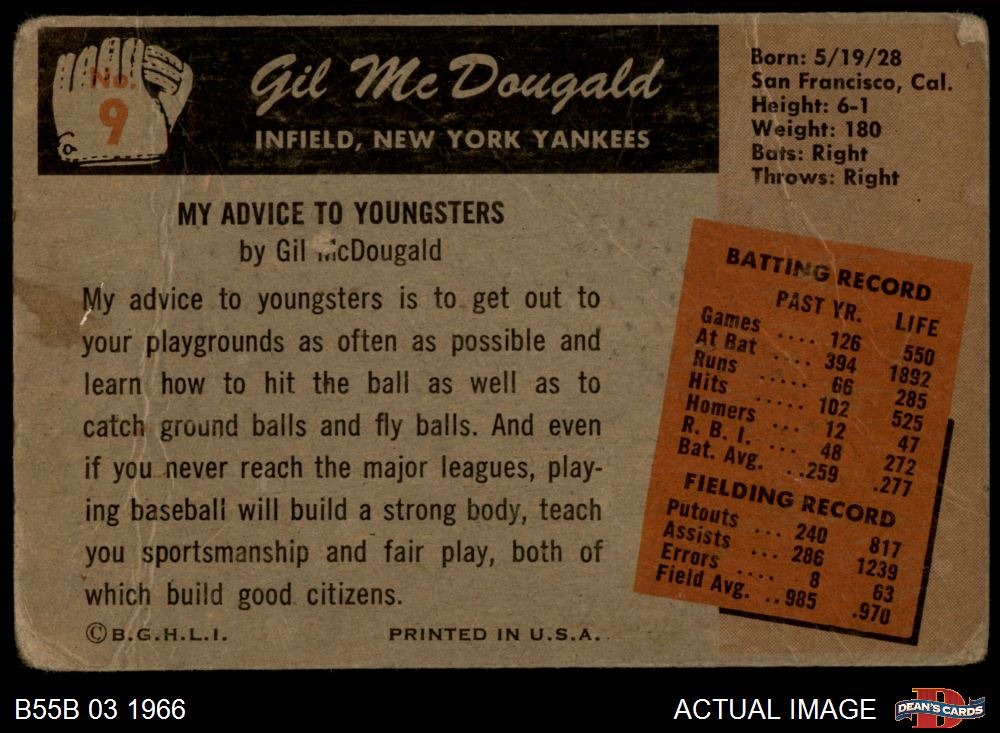 No.
9
Gil McDougald
INFIELD, NEW YORK YANKEES
Born: 5/19/28
San Francisco, Cal.
Height: 6-1
Weight: 180
Bats: Right
Throws: Right
MY ADVICE TO YOUNGSTERS
by Gil McDougald
My advice to youngsters is to get out to
your playgrounds as often as possible and
learn how to hit the ball as well as to
catch ground balls and fly balls. And even
if you never reach the major leagues, play-
ing baseball will build a strong body, teach
you sportsmanship and fair play, both of
which build good citizens.
©B.G.H.L.I. PRINTED IN U.S.A.
BATTING RECORD
PAST YR. LIFE
Games .... 126 550
At Bat .... 394 1892
Runs ..... 66 285
Hits ..... 102 525
Homers ... 12 47
R. B. I. ... 48 272
Bat. Avg. ...259 .277
FIELDING RECORD
Putouts ... 240 817
Assists ... 286 1239
Errors .... 8 63
Field Avg. ..985 .970
B55B 03 1966
ACTUAL IMAGE
DEAN'S CARDS